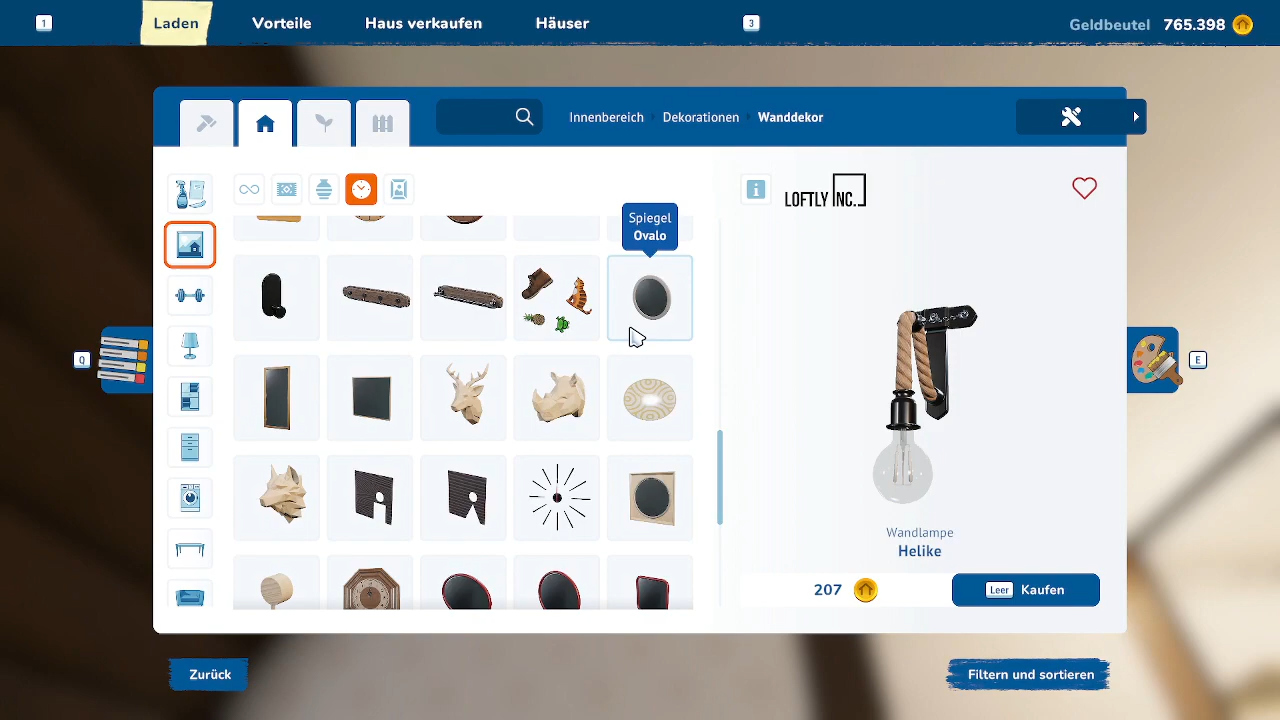 1
Laden
Vorteile
Haus verkaufen
Häuser
3
Geldbeutel 765.398
Innenbereich
Dekorationen
Wanddekor
LOFTLY INC.
Spiegel
Ovalo
Q
E
Wandlampe
Helike
207
Leer Kaufen
Zurück
Filtern und sortieren